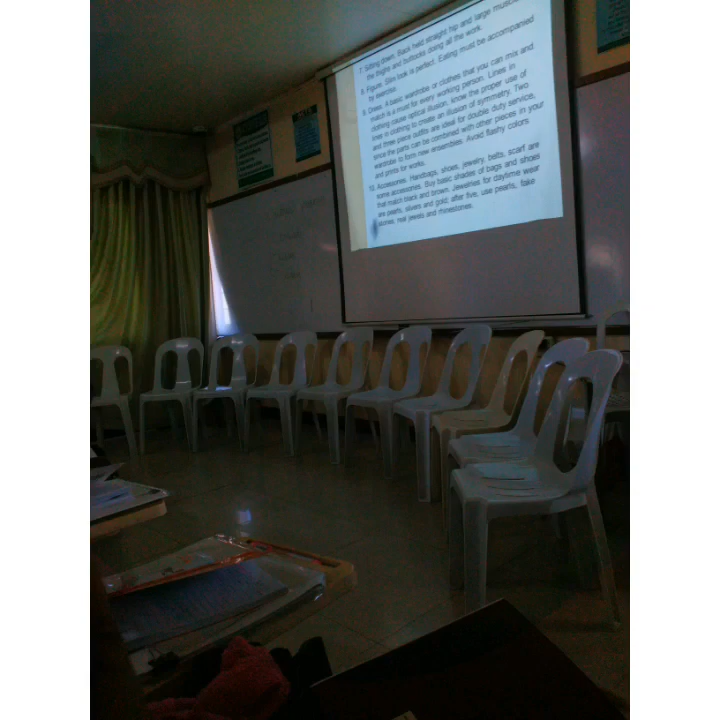 7. Sitting down. Back held straight hip and large muscles
the thighs and buttocks doing all the work.
8. Figure. Slim look is perfect. Eating must be accompanied
by exercise.
9. Dress. A basic wardrobe or clothes that you can mix and
match is a must for every working person. Lines in
clothing cause optical illusion, know the proper use of
lines in clothing to create an illusion of symmetry. Two
and three piece outfits are ideal for double duty service,
since the parts can be combined with other pieces in your
wardrobe to form new ensembles. Avoid flashy colors
and prints for works.
10. Accessories. Handbags, shoes, jewelry, belts, scarf are
some accessories. Buy basic shades of bags and shoes
that match black and brown. Jewelries for daytime wear
are pearls, silvers and gold; after five, use pearls, fake
stones, real jewels and rhinestones.